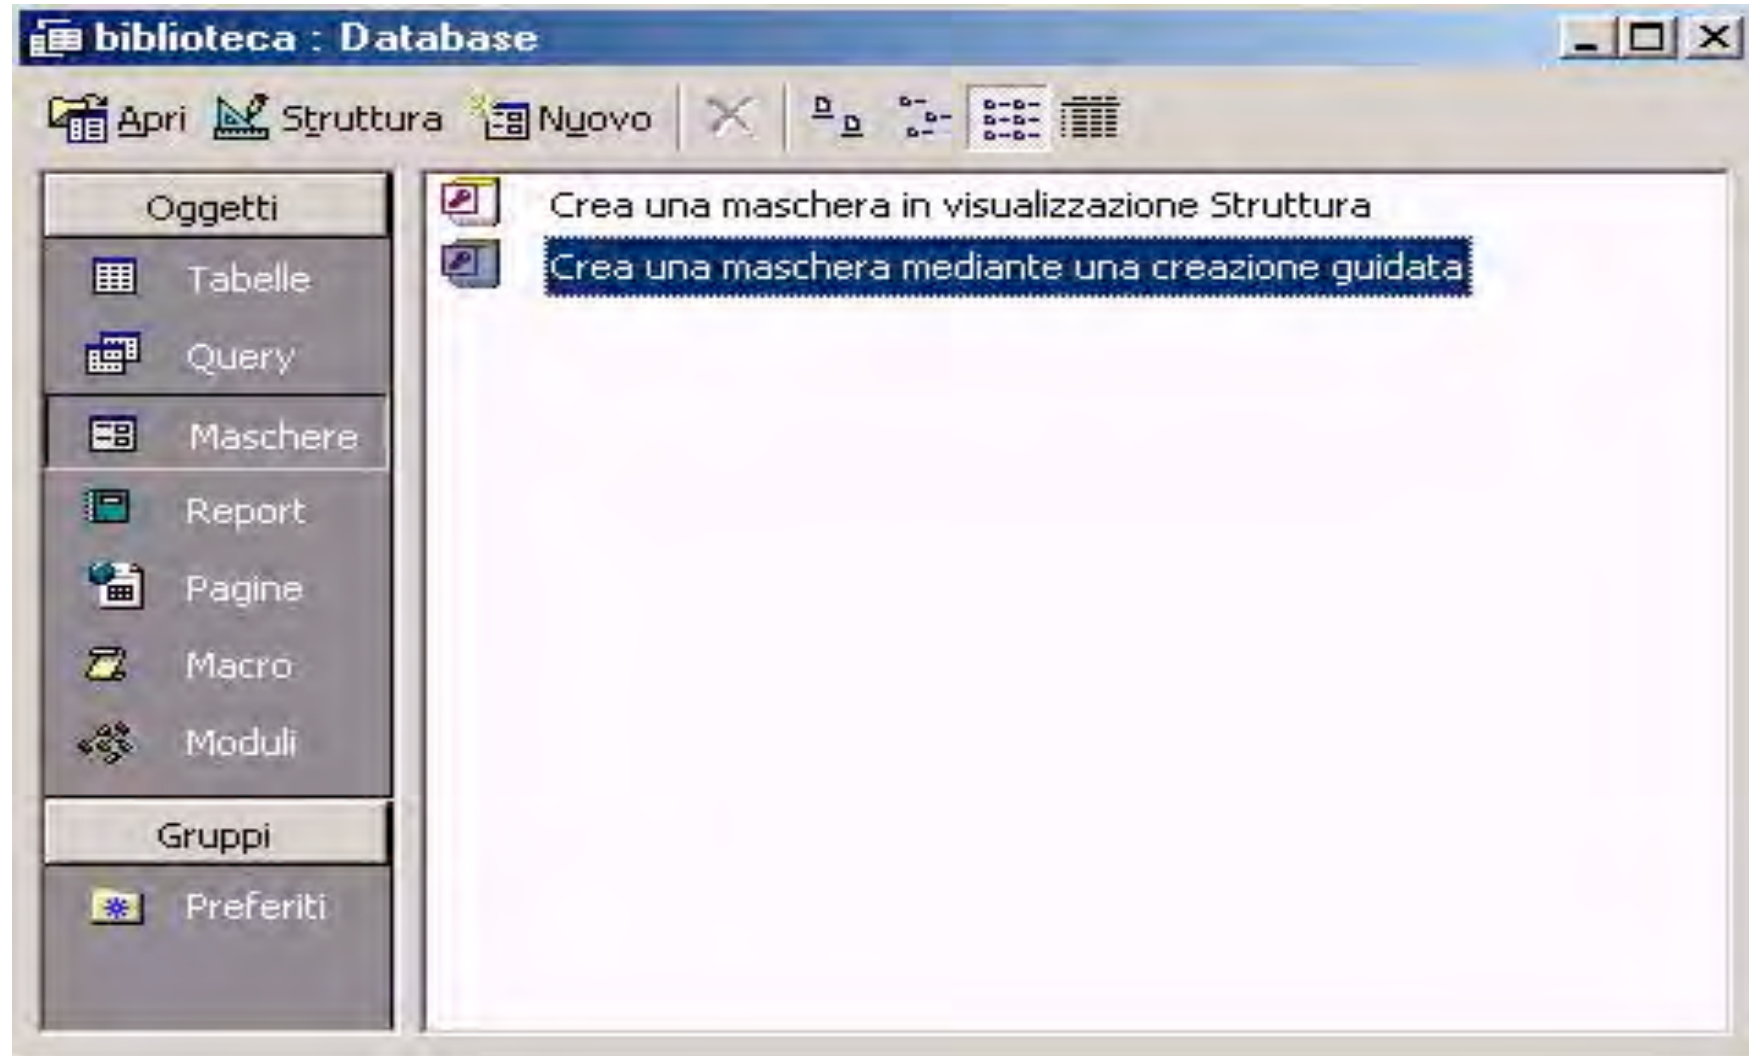 biblioteca : Database
Apri Struttura Nuovo
Oggetti
Tabelle
Query
Maschere
Report
Pagine
Macro
Moduli
Gruppi
Preferiti
Crea una maschera in visualizzazione Struttura
Crea una maschera mediante una creazione guidata